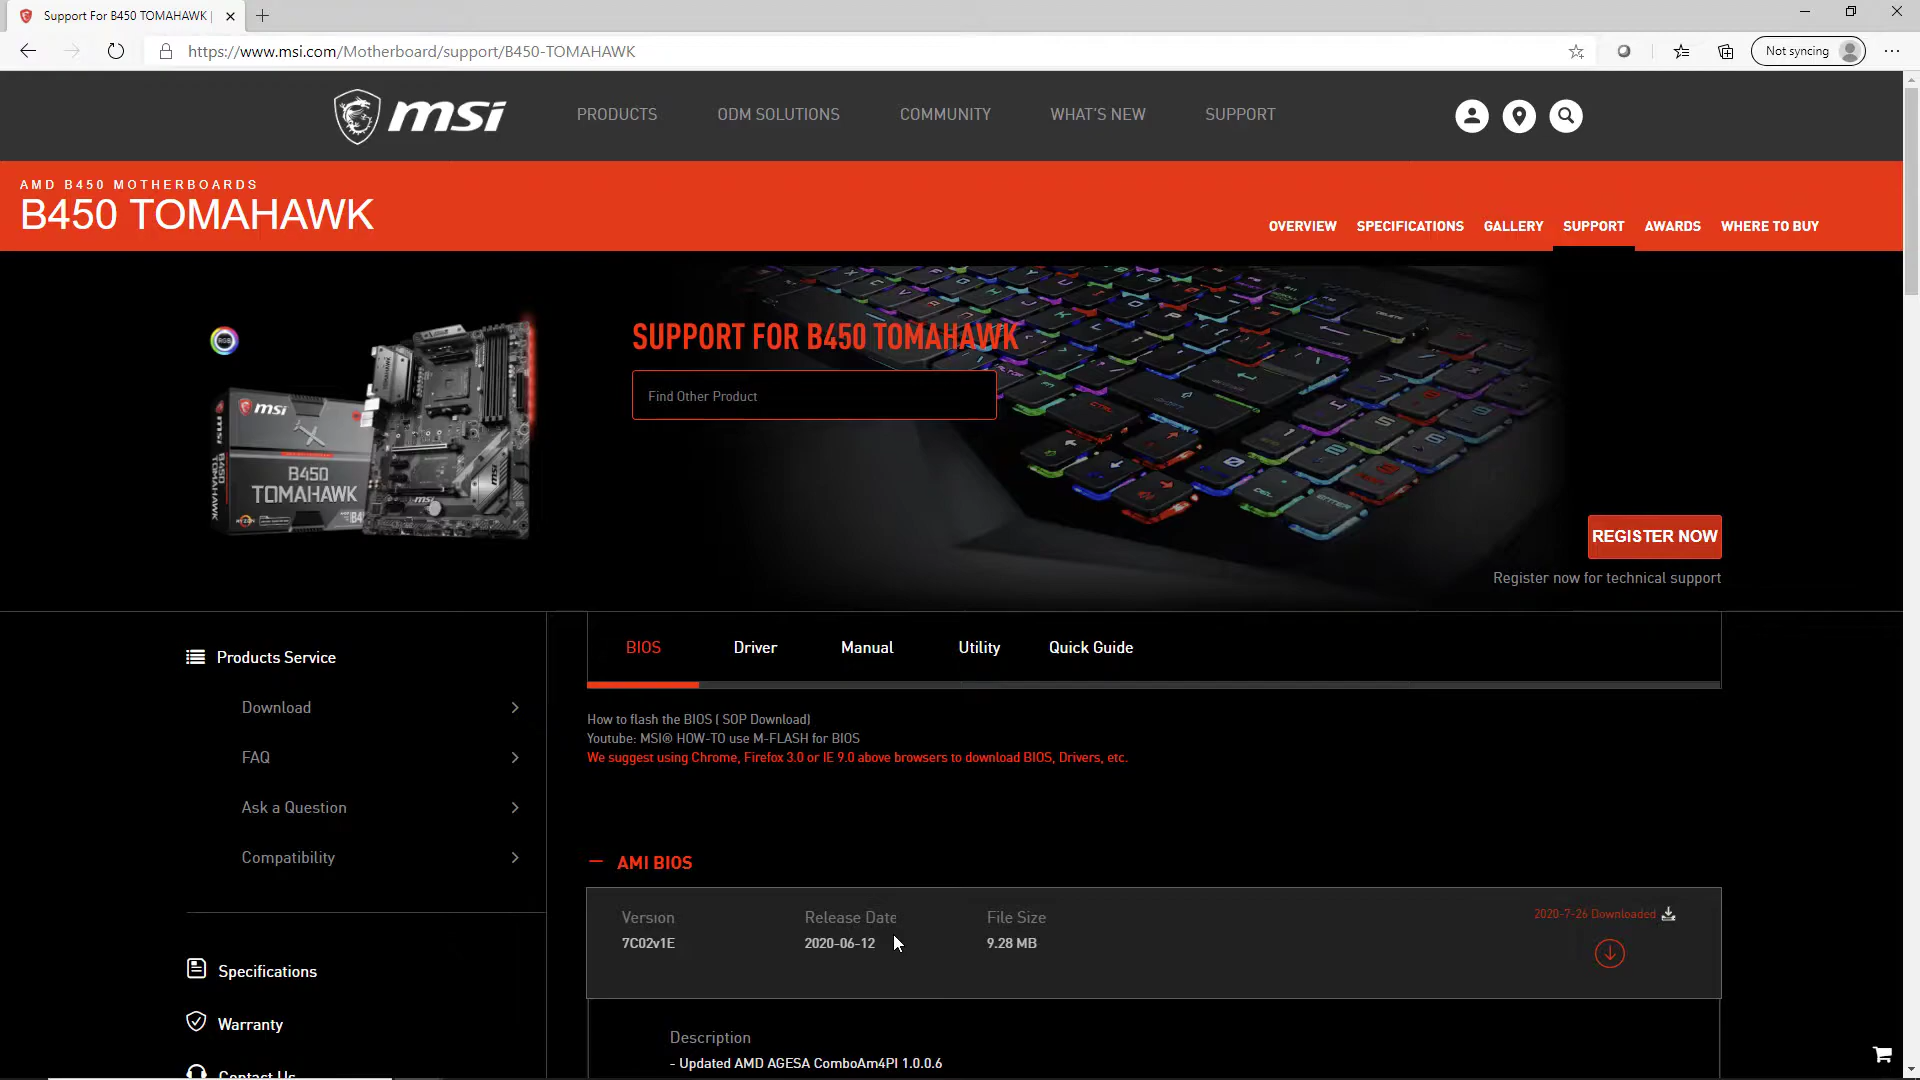 Support For B450 TOMAHAWK |
https://www.msi.com/Motherboard/support/B450-TOMAHAWK
Not syncing
msi
PRODUCTS
ODM SOLUTIONS
COMMUNITY
WHAT'S NEW
SUPPORT
AMD B450 MOTHERBOARDS
B450 TOMAHAWK
OVERVIEW
SPECIFICATIONS
GALLERY
SUPPORT
AWARDS
WHERE TO BUY
RGB
msi
B450
TOMAHAWK
SUPPORT FOR B450 TOMAHAWK
Find Other Product
REGISTER NOW
Register now for technical support
Products Service
Download
FAQ
Ask a Question
Compatibility
Specifications
Warranty
Contact Us
BIOS
Driver
Manual
Utility
Quick Guide
How to flash the BIOS ( SOP Download)
Youtube: MSI® HOW-TO use M-FLASH for BIOS
We suggest using Chrome, Firefox 3.0 or IE 9.0 above browsers to download BIOS, Drivers, etc.
AMI BIOS
Version
7C02v1E
Release Date
2020-06-12
File Size
9.28 MB
2020-7-26 Downloaded
Description
- Updated AMD AGESA ComboAm4PI 1.0.0.6